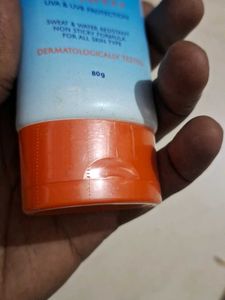 UVA & UVB PROTECTION
SWEAT & WATER RESISTANT
NON STICKY FORMULA
FOR ALL SKIN TYPE
DERMATOLOGICALLY TESTED
80g